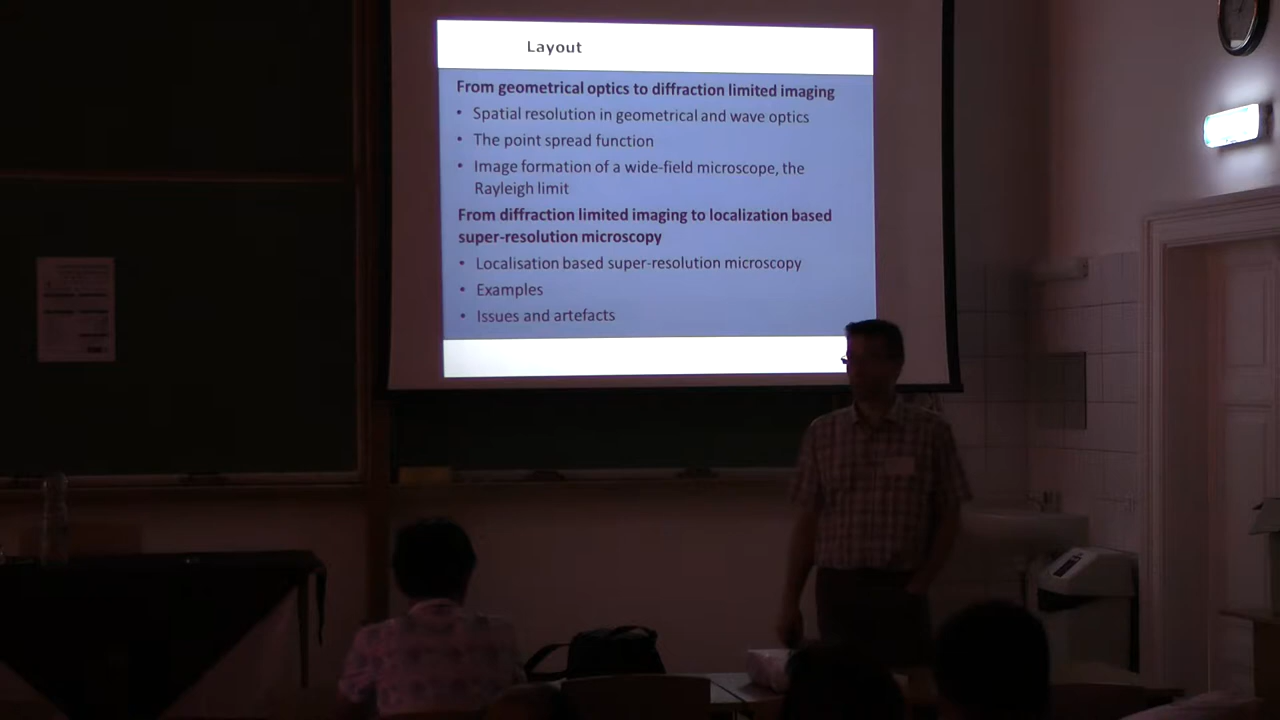 Layout
From geometrical optics to diffraction limited imaging
• Spatial resolution in geometrical and wave optics
• The point spread function
• Image formation of a wide-field microscope, the
Rayleigh limit
From diffraction limited imaging to localization based
super-resolution microscopy
• Localisation based super-resolution microscopy
• Examples
• Issues and artefacts